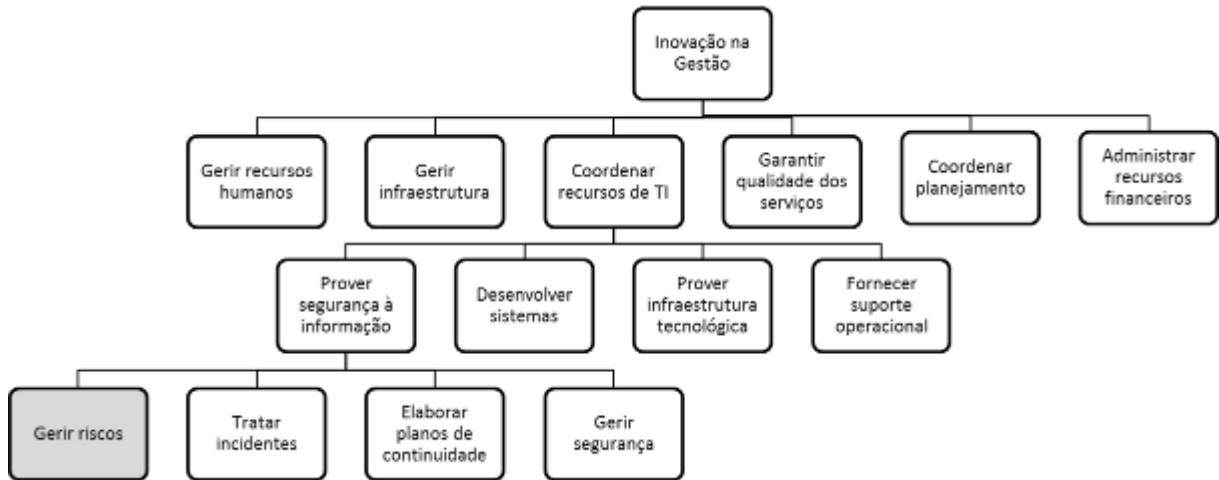 Inovação na
Gestão
Gerir recursos
humanos
Gerir
infraestrutura
Coordenar
recursos de TI
Garantir
qualidade dos
serviços
Coordenar
planejamento
Administrar
recursos
financeiros
Prover
segurança à
informação
Desenvolver
sistemas
Prover
infraestrutura
tecnológica
Fornecer
suporte
operacional
Gerir riscos
Tratar
incidentes
Elaborar
planos de
continuidade
Gerir
segurança